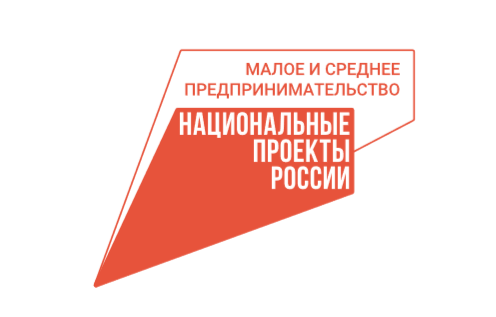 МАЛОЕ И СРЕДНЕЕ
ПРЕДПРИНИМАТЕЛЬСТВО
НАЦИОНАЛЬНЫЕ
ПРОЕКТЫ
РОССИИ